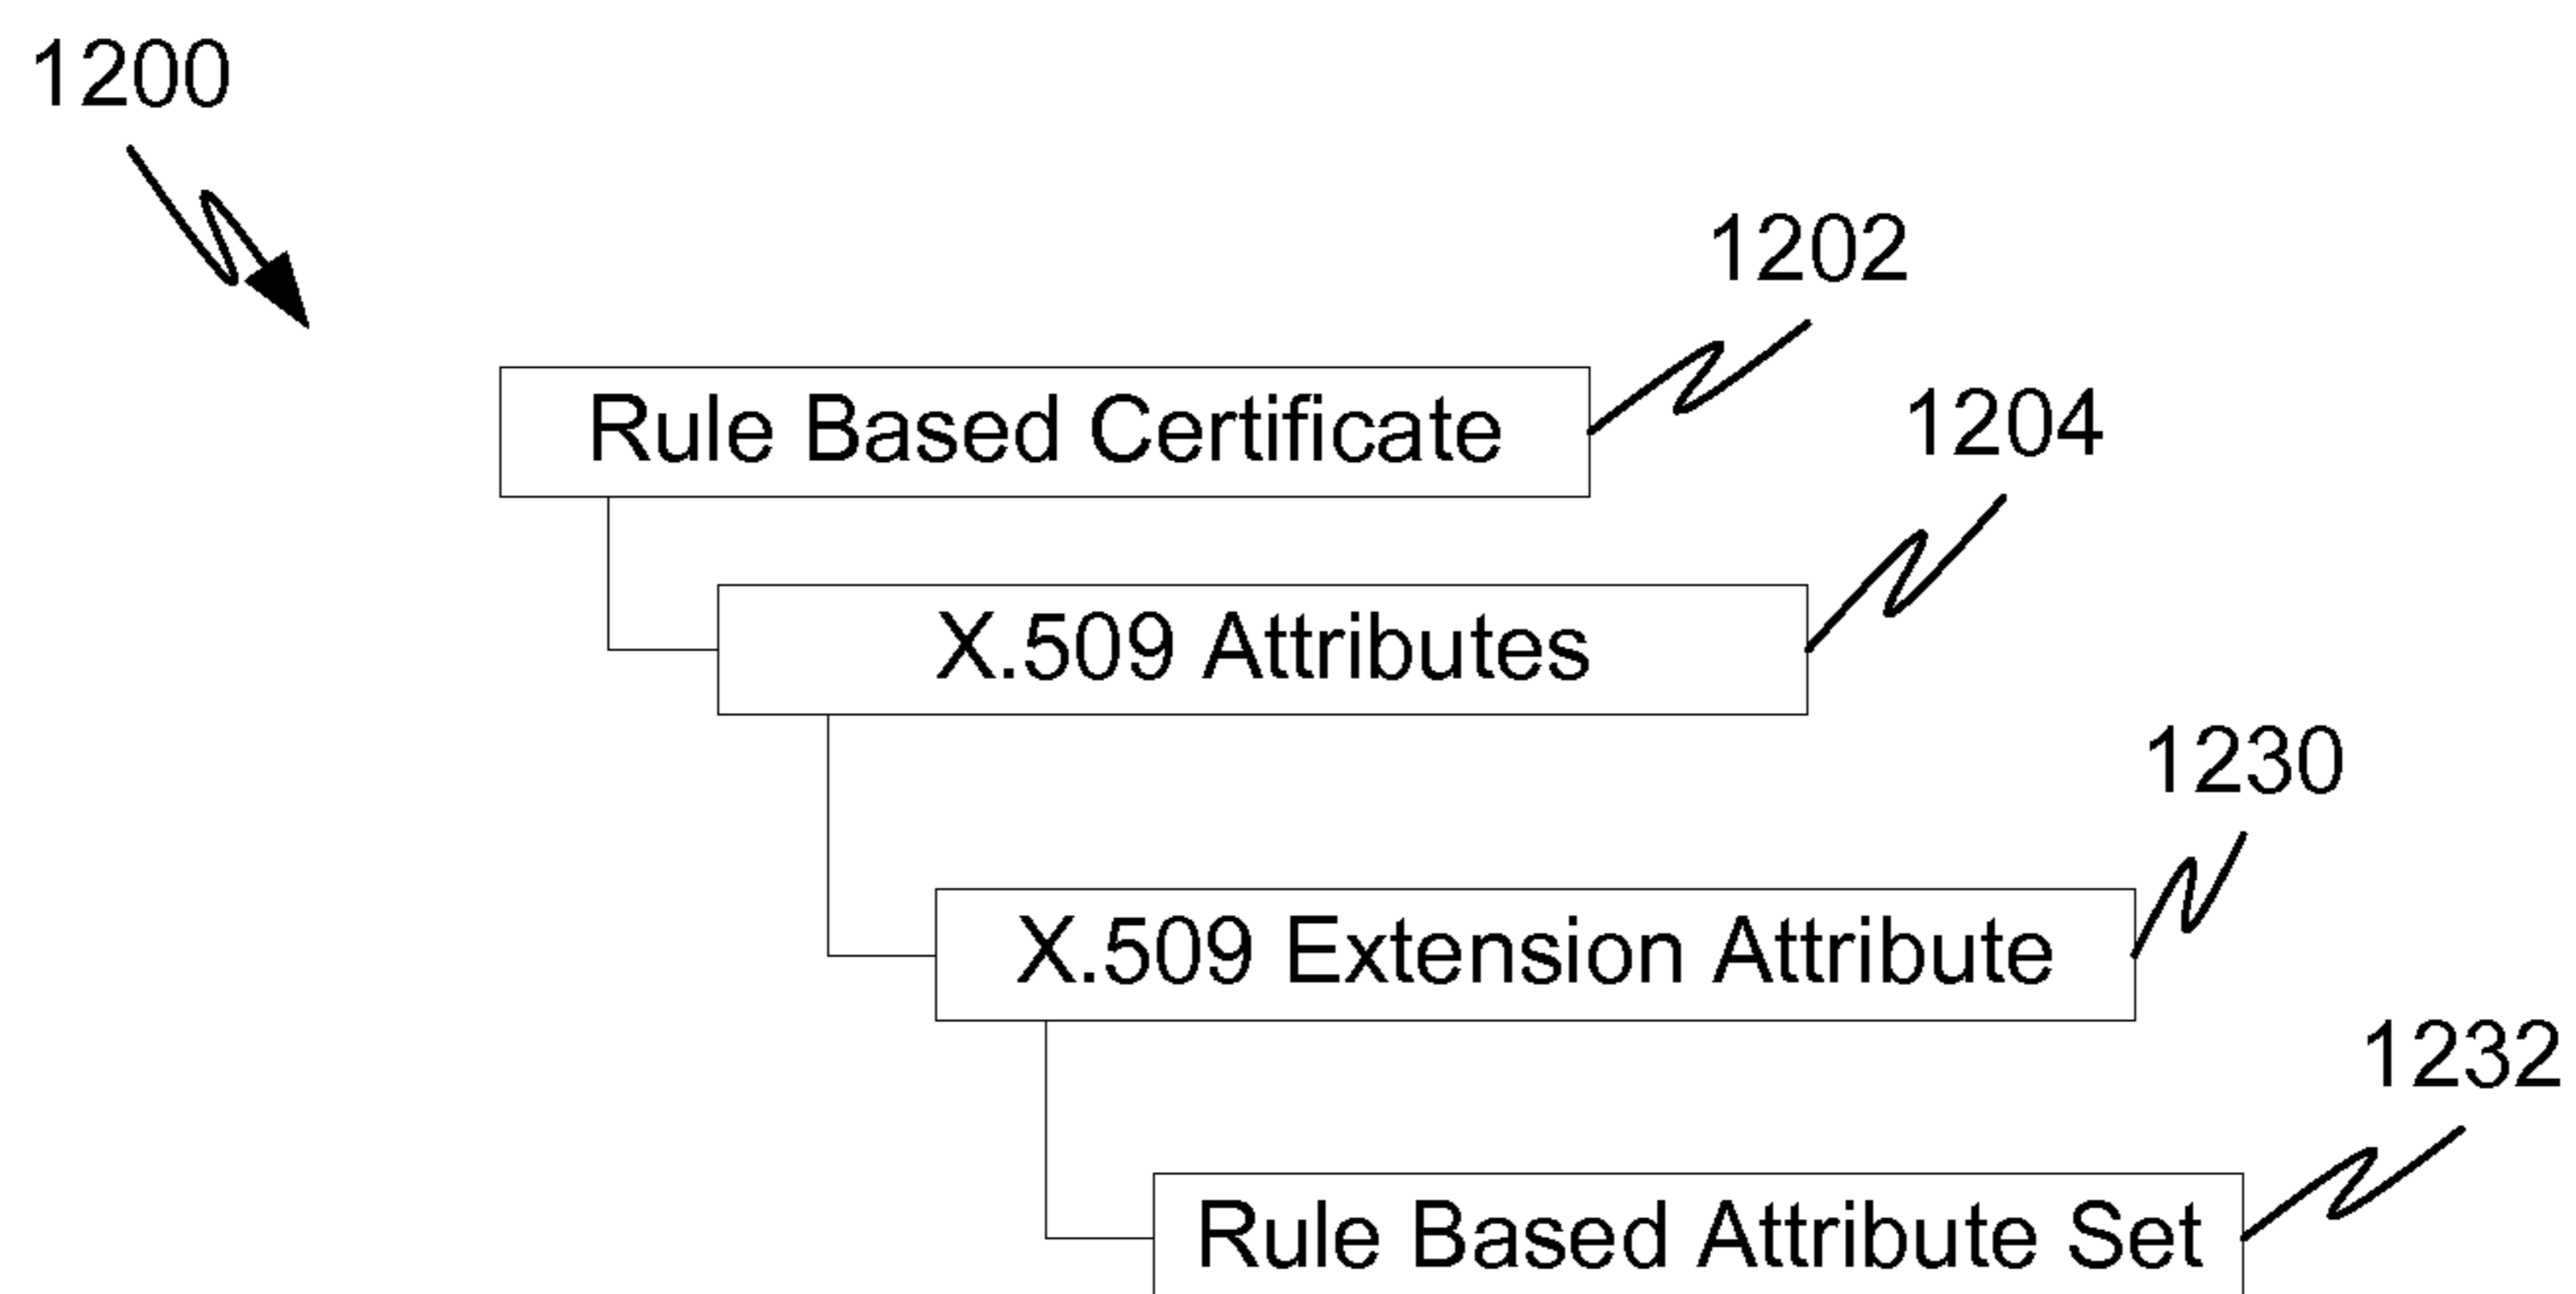 1200
1202
Rule Based Certificate
1204
X.509 Attributes
1230
X.509 Extension Attribute
1232
Rule Based Attribute Set